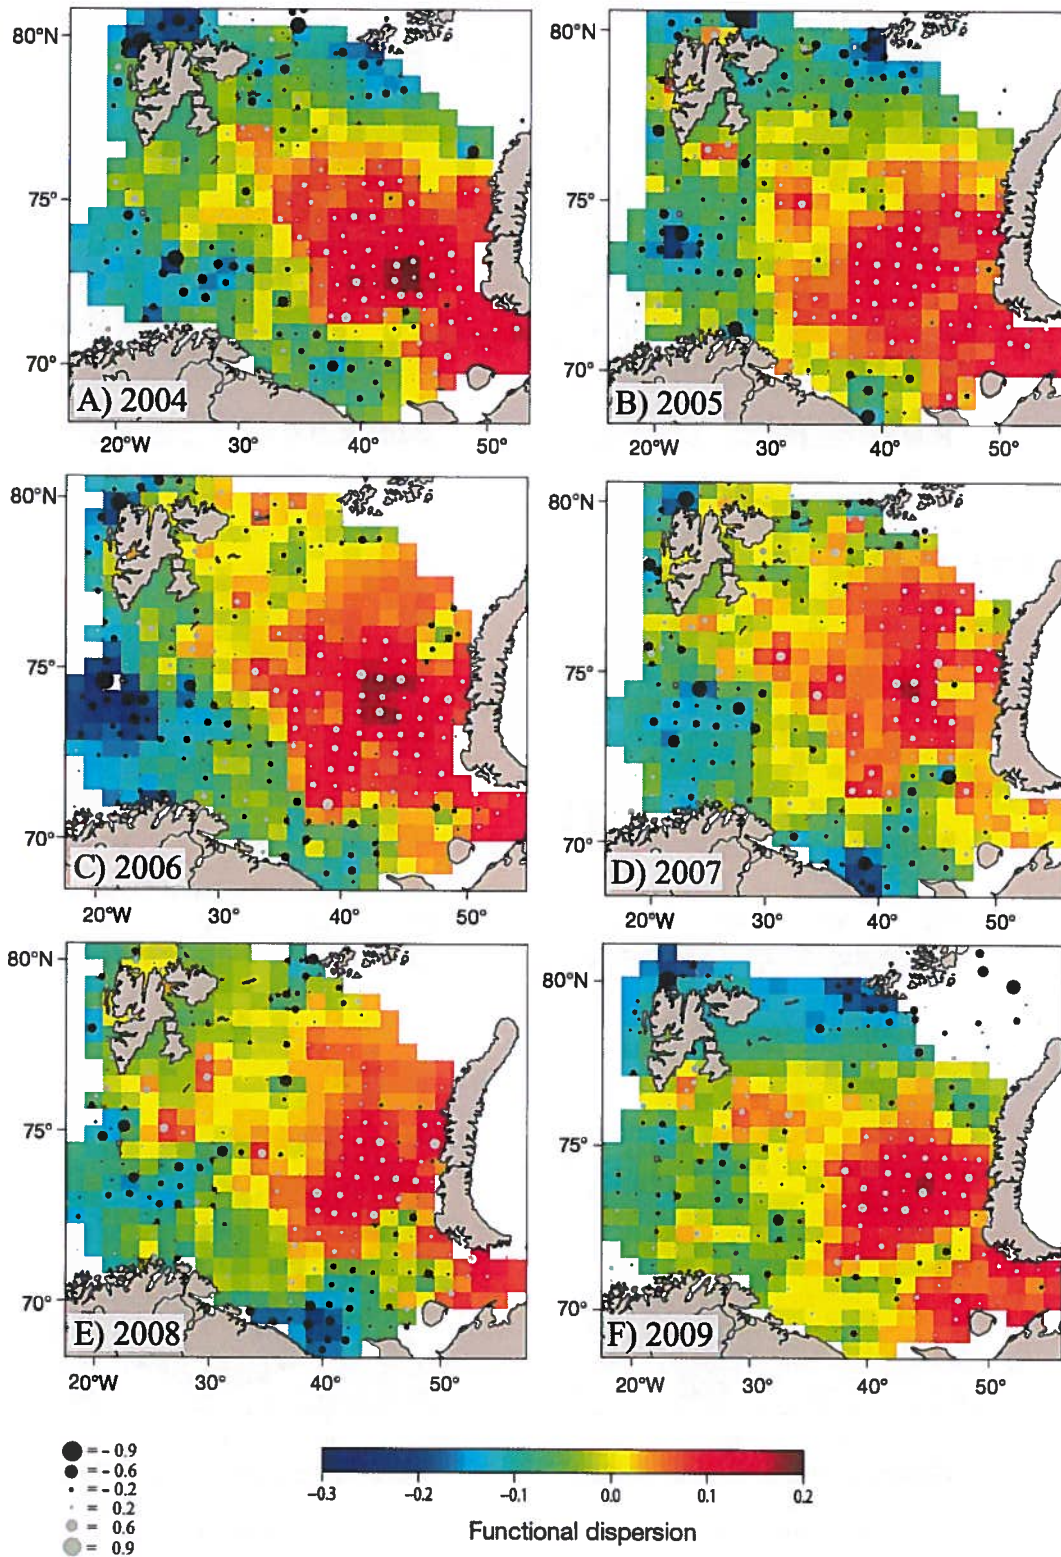 80°N
75°
70°
A) 2004
20°W 30° 40° 50°
80°N
75°
70°
B) 2005
20°W 30° 40° 50°
80°N
75°
70°
C) 2006
20°W 30° 40° 50°
80°N
75°
70°
D) 2007
20°W 30° 40° 50°
80°N
75°
70°
E) 2008
20°W 30° 40° 50°
80°N
75°
70°
F) 2009
20°W 30° 40° 50°
= - 0.9
= - 0.6
= - 0.2
= 0.2
= 0.6
= 0.9
−0.3 −0.2 −0.1 0.0 0.1 0.2
Functional dispersion